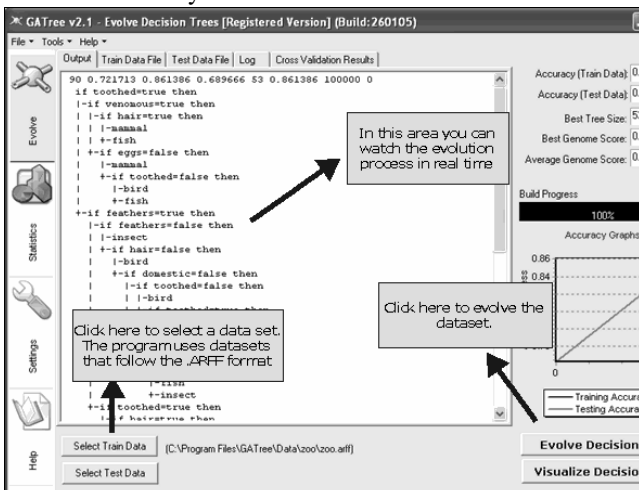 GATree v2.1 - Evolve Decision Trees [Registered Version] (Build:260105)
File Tools Help
Output Train Data File Test Data File Log Cross Validation Results
Evolve
Statistics
Settings
Help
90 0.721713 0.861386 0.689666 53 0.861386 100000 0
if toothed=true then
|-if venomous=true then
| |-if hair=true then
| | |-mammal
| | +-fish
| +-if eggs=false then
|   |-mammal
|   +-if toothed=false then
|     |-bird
|     +-fish
+-if feathers=true then
  |-if feathers=false then
  | |-insect
  | +-if hair=false then
  |   |-bird
  |   +-if domestic=false then
  |     |-if toothed=false then
  |     | |-bird
|-fish
+-insect
+-if toothed=true then
In this area you can
watch the evolution
process in real time
Click here to select a data set.
The program uses datasets
that follow the .ARFF format
Click here to evolve the
dataset.
Accuracy (Train Data): 0.
Accuracy (Test Data): 0.
Best Tree Size: 5
Best Genome Score: 0.
Average Genome Score: 0.
Build Progress
100%
Accuracy Graphs
0.86
0.84
0
Training Accura
Testing Accura
Select Train Data (C:\Program Files\GATree\Data\zoo\zoo.arff)
Select Test Data
Evolve Decision
Visualize Decisio